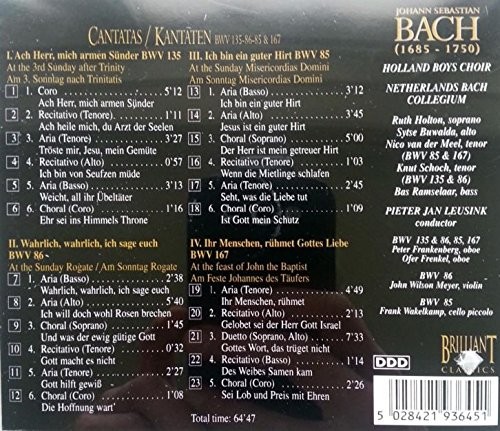 CANTATAS / KANTÄTEN BWV 135-86-85 & 167
I. Ach Herr, mich armen Sünder BWV 135
At the 3rd Sunday after Trinity
Am 3. Sonntag nach Trinitatis
1 1. Coro 5'12
Ach Herr, mich armen Sünder
2 2. Recitativo (Tenore) 1'11
Ach heile mich, du Arzt der Seelen
3 3. Aria (Tenore) 3'27
Tröste mir, Jesu, mein Gemüte
4 4. Recitativo (Alto) 0'57
Ich bin von Seufzen müde
5 5. Aria (Basso) 3'13
Weicht, all ihr Übeltäter
6 6. Choral (Coro) 1'16
Ehr sei ins Himmels Throne
II. Wahrlich, wahrlich, ich sage euch
BWV 86
At the Sunday Rogate / Am Sonntag Rogate
7 1. Aria (Basso) 2'38
Wahrlich, wahrlich, ich sage euch
8 2. Aria (Alto) 5'40
Ich will doch wohl Rosen brechen
9 3. Choral (Soprano) 1'45
Und was der ewig gütige Gott
10 4. Recitativo (Tenore) 0'32
Gott macht es nicht
11 5. Aria (Tenore) 2'27
Gott hilft gewiß
12 6. Choral (Coro) 1'08
Die Hoffnung wart'
III. Ich bin ein guter Hirt BWV 85
At the Sunday Misericordias Domini
Am Sonntag Misericordias Domini
13 1. Aria (Basso) 3'12
Ich bin ein guter Hirt
14 2. Aria (Alto) 3'45
Jesus ist ein guter Hirt
15 3. Choral (Soprano) 5'00
Der Herr ist mein getreuer Hirt
16 4. Recitativo (Tenore) 1'03
Wenn die Mietlinge schlafen
17 5. Aria (Tenore) 2'45
Seht, was die Liebe tut
18 6. Choral (Coro) 1'09
Ist Gott mein Schutz
IV. Ihr Menschen, rühmet Gottes Liebe
BWV 167
At the feast of John the Baptist
Am Feste Johannes des Täufers
19 1. Aria (Tenore) 4'49
Ihr Menschen, rühmet
20 2. Recitativo (Alto) 1'38
Gelobet sei der Herr Gott Israel
21 3. Duetto (Soprano, Alto) 7'33
Gottes Wort, das trüget nicht
22 4. Recitativo (Basso) 1'14
Des Weibes Samen kam
23 5. Choral (Coro) 2'26
Sei Lob und Preis mit Ehren
Total time: 64'47
JOHANN SEBASTIAN
BACH
(1685 - 1750)
HOLLAND BOYS CHOIR
NETHERLANDS BACH
COLLEGIUM
Ruth Holton, soprano
Sytse Buwalda, alto
Nico van der Meel, tenor
(BWV 85 & 167)
Knut Schoch, tenor
(BWV 135 & 86)
Bas Ramselaar, bass
PIETER JAN LEUSINK
conductor
BWV 135 & 86, 85, 167
Peter Frankenberg, oboe
Ofer Frenkel, oboe
BWV 86
John Wilson Meyer, violin
BWV 85
Frank Wakelkamp, cello piccolo
DDD
BRILLIANT
CLASSICS
5 028421 936451